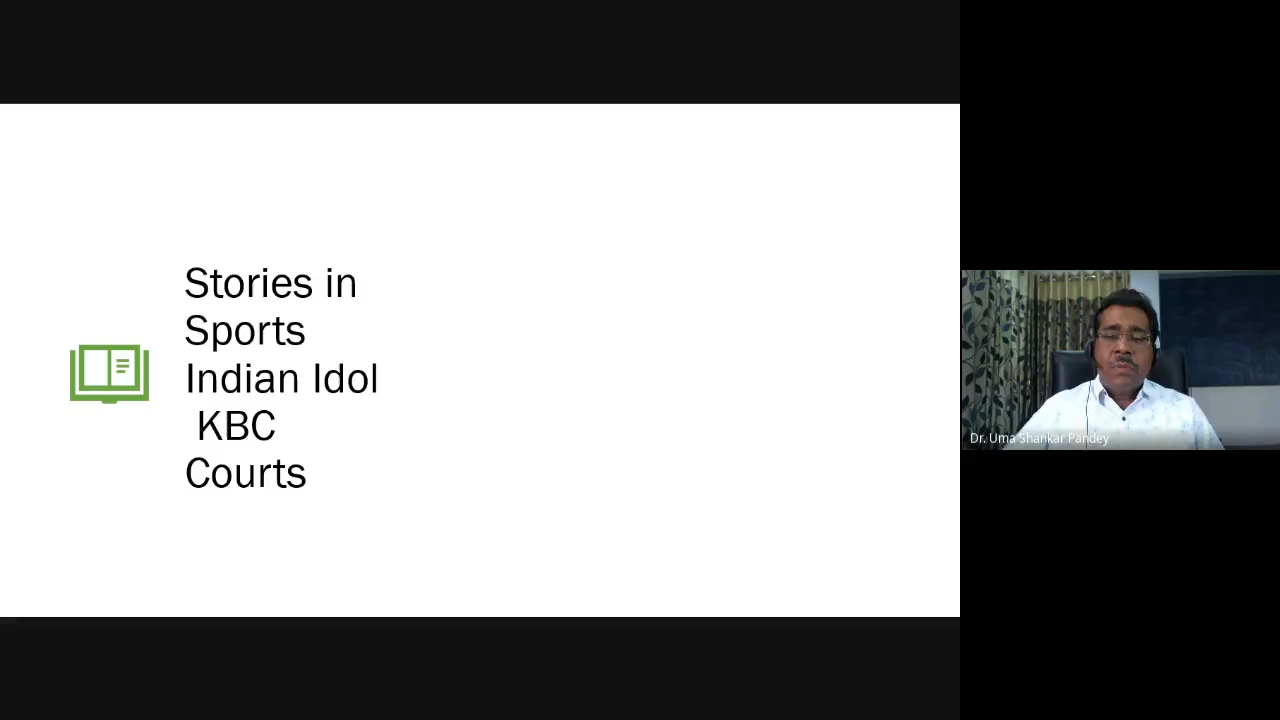 Stories in
Sports
Indian Idol
KBC
Courts
Dr. Uma Shankar Pandey